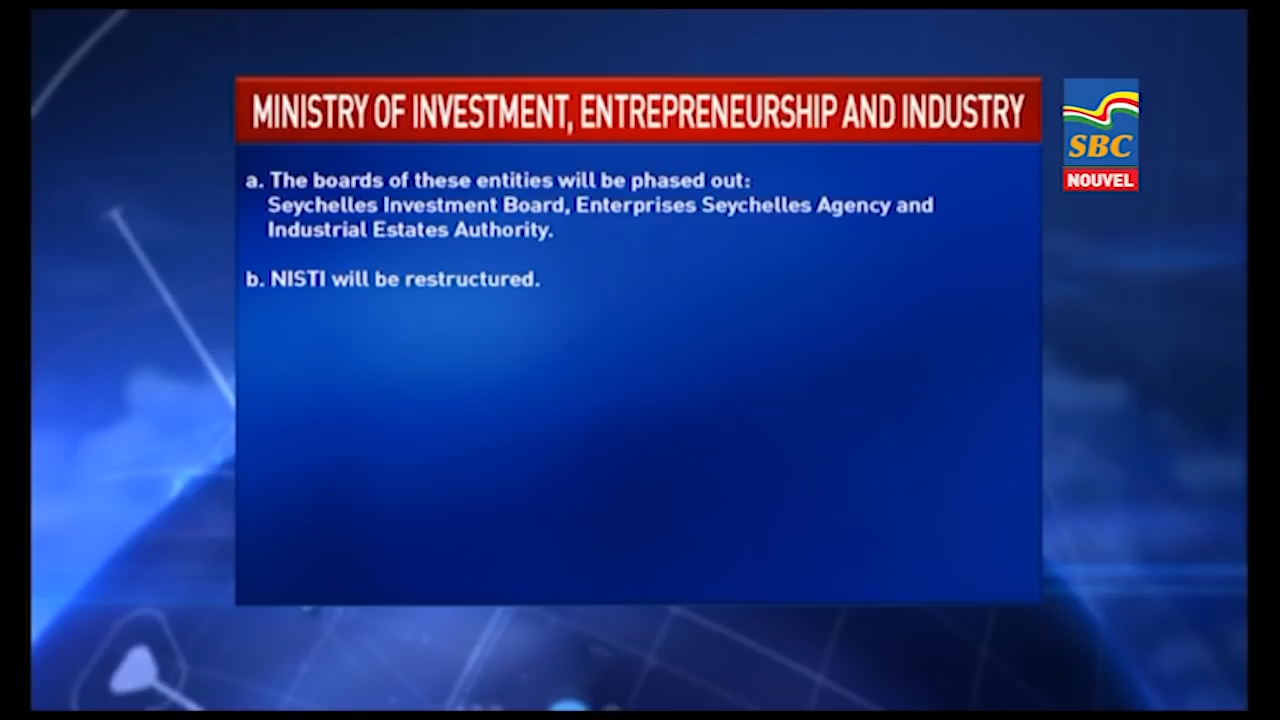 MINISTRY OF INVESTMENT, ENTREPRENEURSHIP AND INDUSTRY
SBC
NOUVEL
a. The boards of these entities will be phased out:
Seychelles Investment Board, Enterprises Seychelles Agency and
Industrial Estates Authority.
b. NISTI will be restructured.